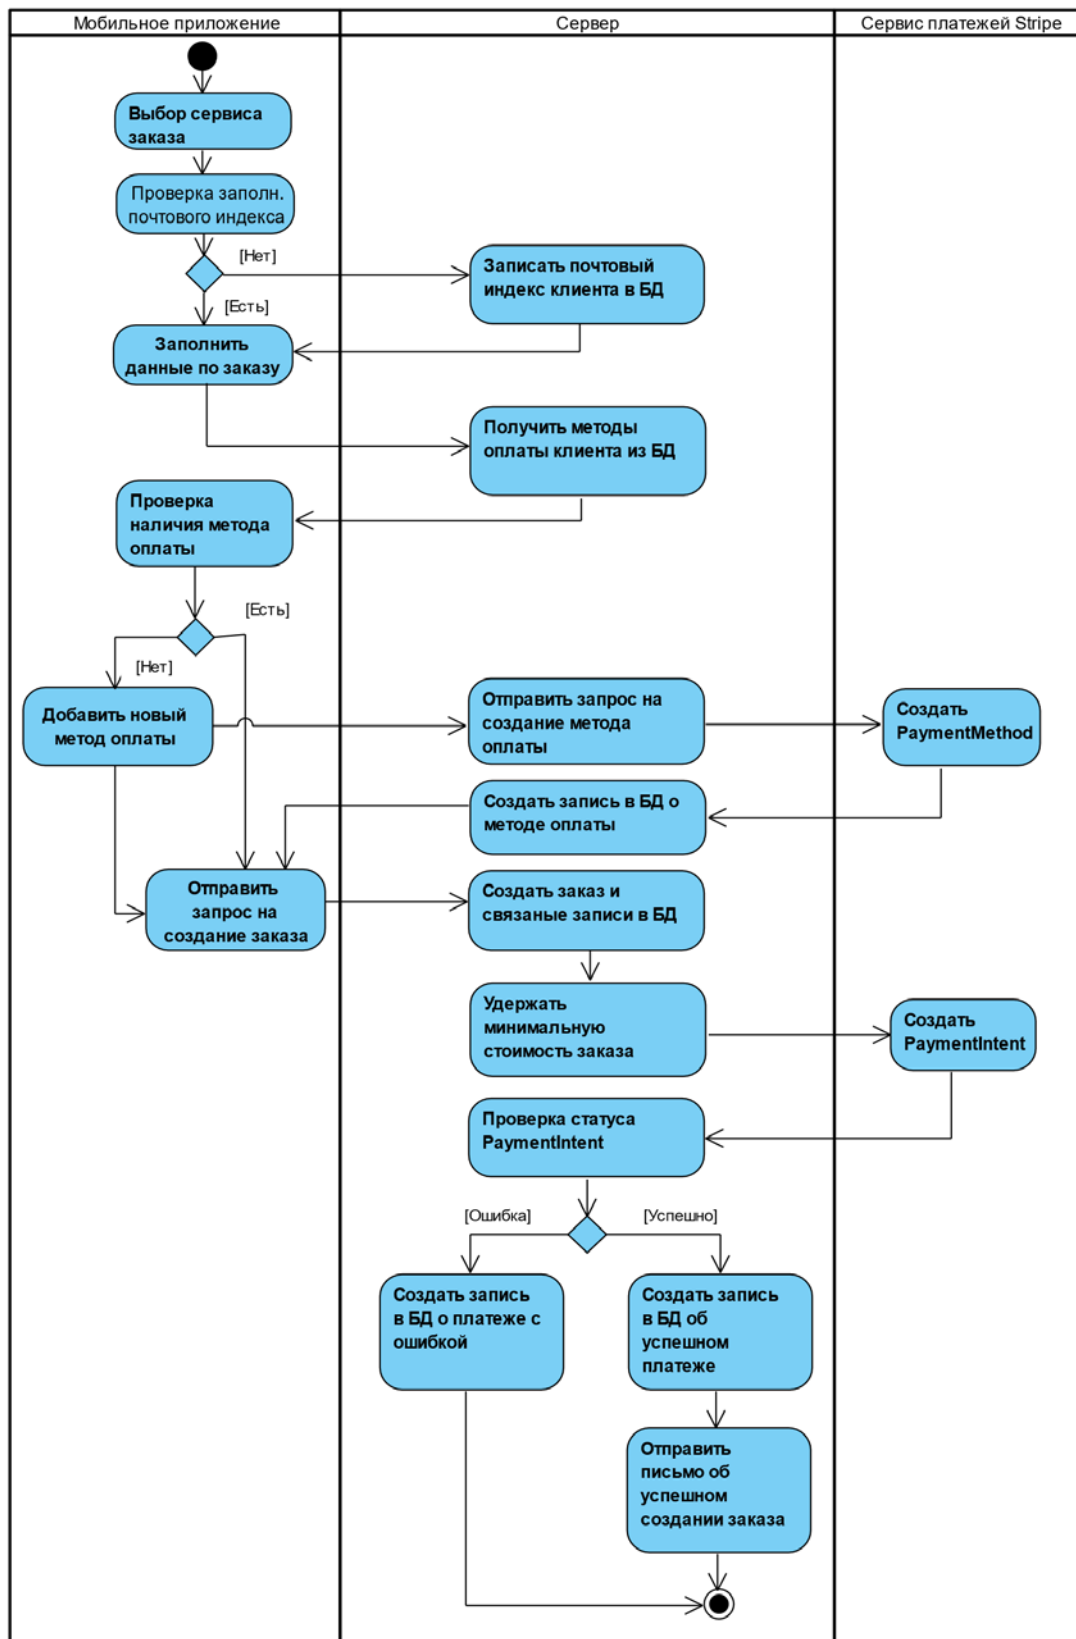 Мобильное приложение
Сервер
Сервис платежей Stripe
Выбор сервиса
заказа
Проверка заполн.
почтового индекса
[Нет]
Записать почтовый
индекс клиента в БД
[Есть]
Заполнить
данные по заказу
Получить методы
оплаты клиента из БД
Проверка
наличия метода
оплаты
[Есть]
[Нет]
Добавить новый
метод оплаты
Отправить запрос на
создание метода
оплаты
Создать
PaymentMethod
Создать запись в БД о
методе оплаты
Отправить
запрос на
создание заказа
Создать заказ и
связаные записи в БД
Удержать
минимальную
стоимость заказа
Создать
PaymentIntent
Проверка статуса
PaymentIntent
[Ошибка]
[Успешно]
Создать запись
в БД о платеже с
ошибкой
Создать запись
в БД об
успешном
платеже
Отправить
письмо об
успешном
создании заказа